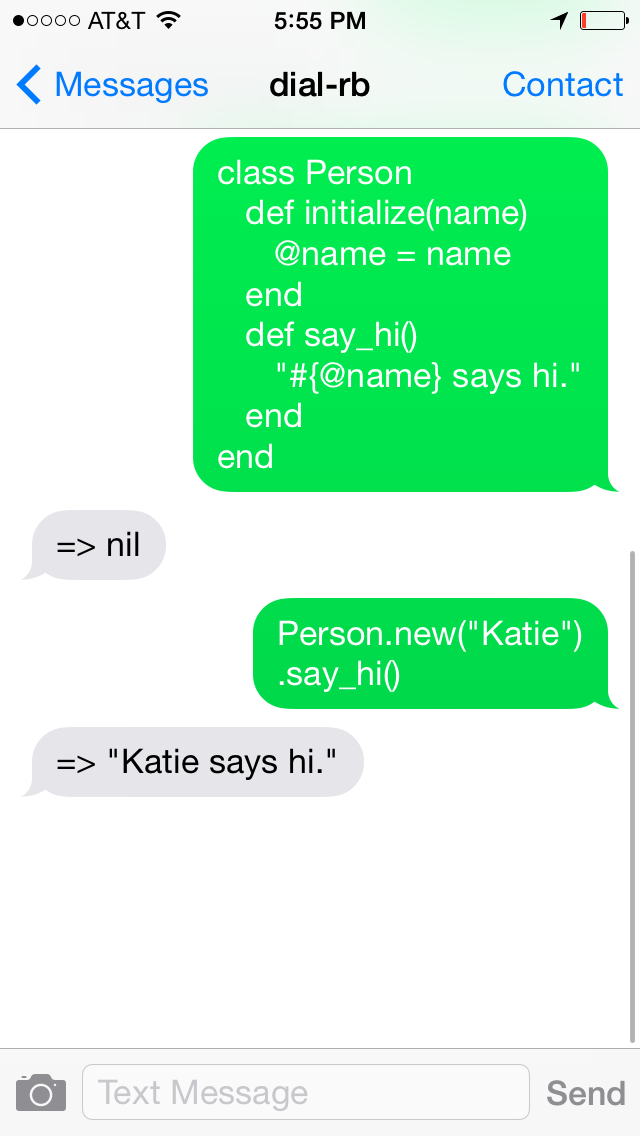 AT&T 5:55 PM
Messages dial-rb Contact
class Person
def initialize(name)
@name = name
end
def say_hi()
"#{@name} says hi."
end
end
=> nil
Person.new("Katie")
.say_hi()
=> "Katie says hi."
Text Message Send